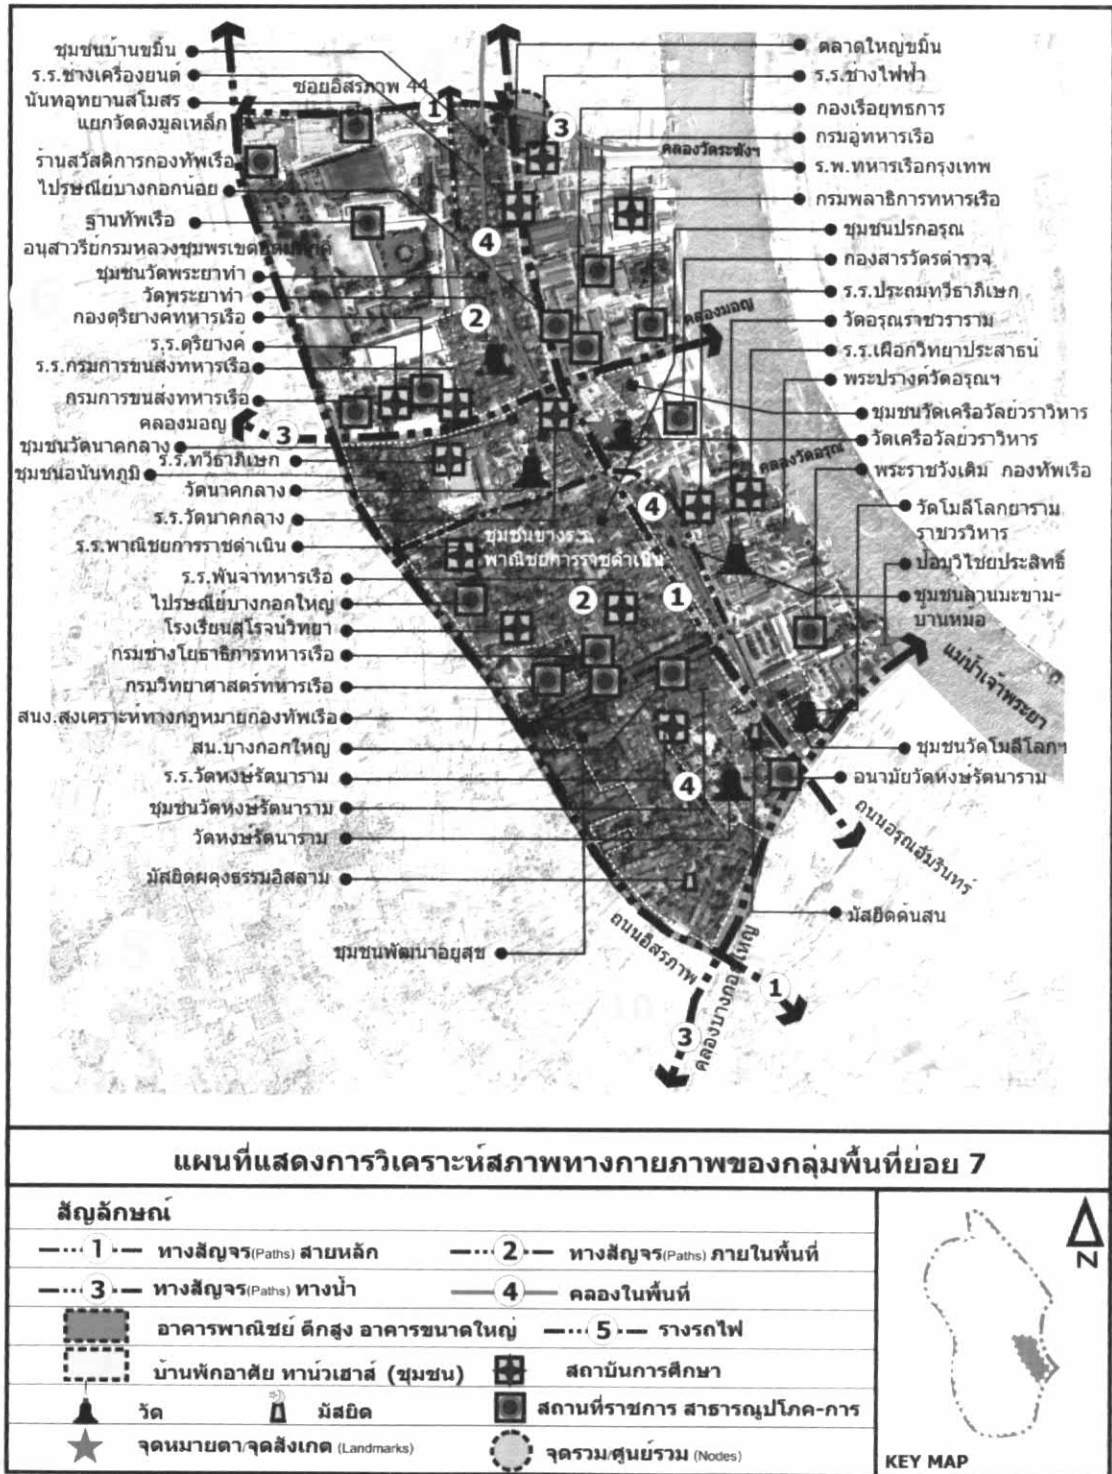 ชุมชนบ้านขมิ้น
ร.ร.ช่างเครื่องยนต์
นันทอุทยานสโมสร
แยกวัดดงมูลเหล็ก
ร้านสวัสดิการกองทัพเรือ
ไปรษณีย์บางกอกน้อย
ฐานทัพเรือ
ชุมชนวัดพระยาทำ
วัดพระยาทำ
กองดุริยางค์ทหารเรือ
ร.ร.ดุริยางค์
ร.ร.กรมการขนส่งทหารเรือ
กรมการขนส่งทหารเรือ
คลองมอญ
ชุมชนวัดนาคกลาง
ร.ร.ทวีธาภิเษก
ชุมชนอนันทภูมิ
วัดนาคกลาง
ร.ร.วัดนาคกลาง
ร.ร.พาณิชยการราชดำเนิน
ร.ร.พันจาทหารเรือ
ไปรษณีย์บางกอกใหญ่
โรงเรียนสุโรจน์วิทยา
กรมช่างโยธาธิการทหารเรือ
กรมวิทยาศาสตร์ทหารเรือ
สนง.สงเคราะห์ทางกฎหมายกองทัพเรือ
สน.บางกอกใหญ่
ร.ร.วัดหงษ์รัตนาราม
ชุมชนวัดหงษ์รัตนาราม
วัดหงษ์รัตนาราม
มัสยิดผดุงธรรมอิสลาม
ชุมชนพัฒนาอยู่สุข
ซอยอิสรภาพ 44
1
3
4
2
3
ชุมชนข้างร.ร.
พาณิชยการราชดำเนิน
4
2
1
4
1
3
คลองวัดระฆังฯ
คลองมอญ
คลองวัดอรุณ
แม่น้ำเจ้าพระยา
ถนนอรุณอัมรินทร์
ถนนอิสรภาพ
คลองบางกอกใหญ่
ตลาดใหญ่ขมิ้น
ร.ร.ช่างไฟฟ้า
กองเรือยุทธการ
กรมอู่ทหารเรือ
ร.พ.ทหารเรือกรุงเทพ
กรมพลาธิการทหารเรือ
ชุมชนปรกอรุณ
กองสารวัตรตำรวจ
ร.ร.ประถมทวีธาภิเษก
วัดอรุณราชวราราม
ร.ร.เผือกวิทยาประสาธน์
พระปรางค์วัดอรุณฯ
ชุมชนวัดเครือวัลย์วราวิหาร
วัดเครือวัลย์วราวิหาร
พระราชวังเดิม กองทัพเรือ
วัดโมลีโลกยาราม
ราชวรวิหาร
ป้อมวิไชยประสิทธิ์
ชุมชนลานมะขาม-
บ้านหม้อ
ชุมชนวัดโมลีโลกฯ
อนามัยวัดหงษ์รัตนาราม
มัสยิดต้นสน
แผนที่แสดงการวิเคราะห์สภาพทางกายภาพของกลุ่มพื้นที่ย่อย 7
สัญลักษณ์
1 ทางสัญจร(Paths) สายหลัก
2 ทางสัญจร(Paths) ภายในพื้นที่
3 ทางสัญจร(Paths) ทางน้ำ
4 คลองในพื้นที่
อาคารพาณิชย์ ตึกสูง อาคารขนาดใหญ่
5 รางรถไฟ
บ้านพักอาศัย ทาน์วเฮาส์ (ชุมชน)
สถาบันการศึกษา
วัด
มัสยิด
สถานที่ราชการ สาธารณูปโภค-การ
จุดหมายตา/จุดสังเกต (Landmarks)
จุดรวม/ศูนย์รวม (Nodes)
N
KEY MAP